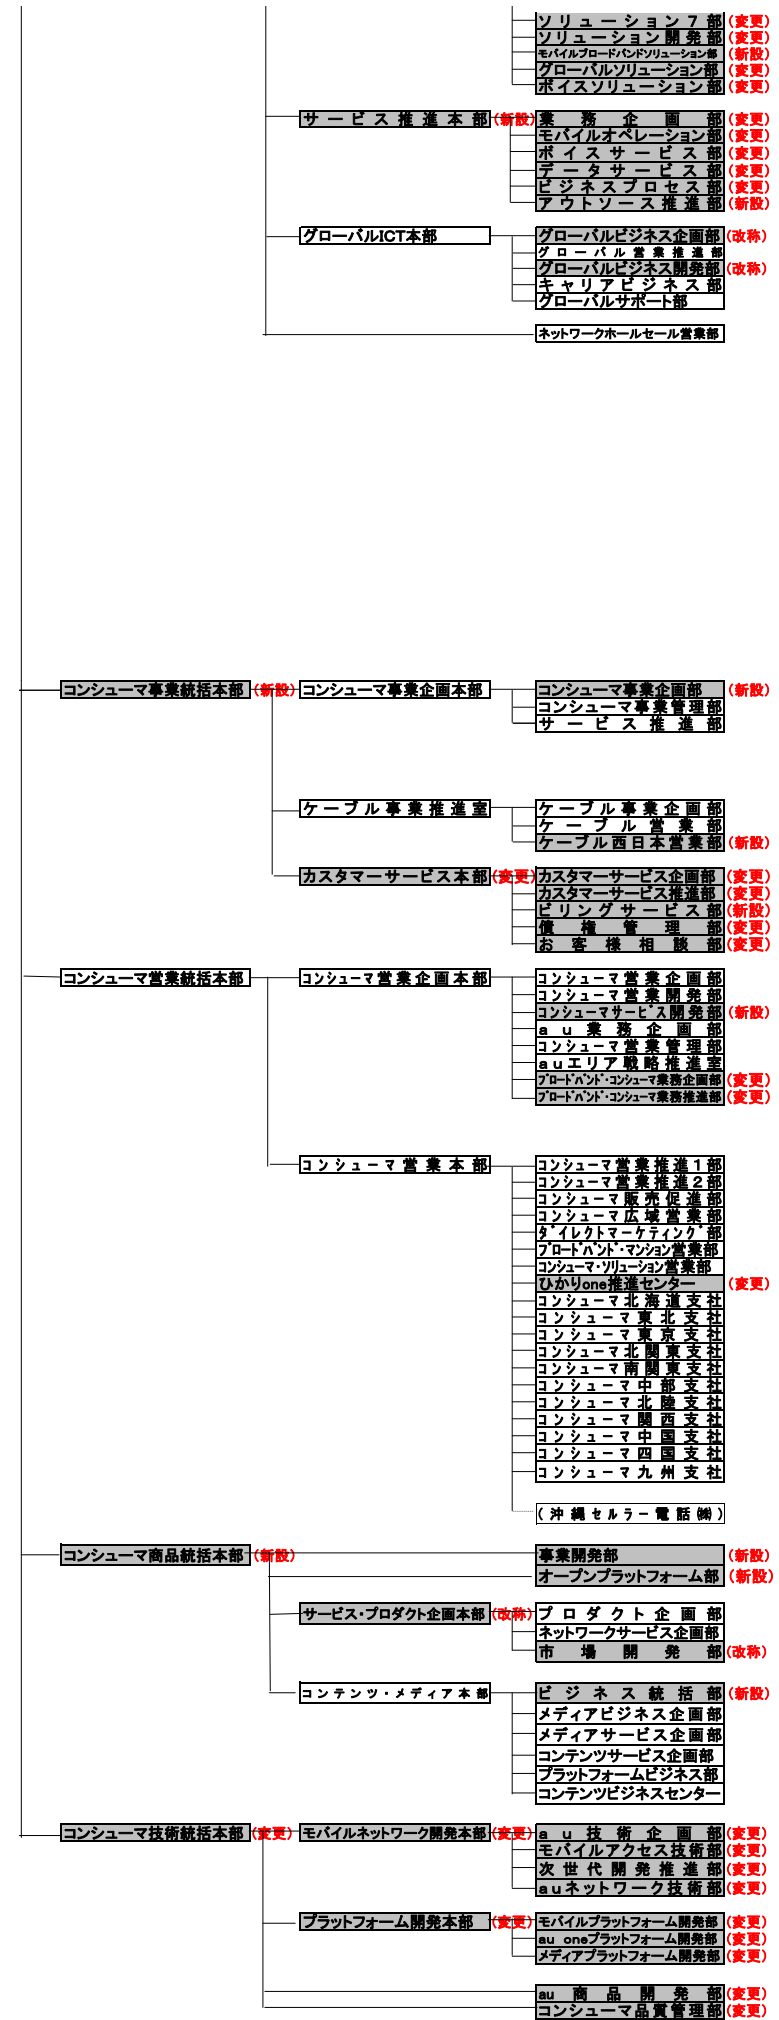 ソリューション７部(変更)
ソリューション開発部(変更)
モバイルブロードバンドソリューション部(新設)
グローバルソリューション部(変更)
ボイスソリューション部(変更)
サービス推進本部(新設) 業務企画部(変更)
モバイルオペレーション部(変更)
ボイスサービス部(変更)
データサービス部(変更)
ビジネスプロセス部(変更)
アウトソース推進部(新設)
グローバルICT本部 グローバルビジネス企画部(改称)
グローバル営業推進部
グローバルビジネス開発部(改称)
キャリアビジネス部
グローバルサポート部
ネットワークホールセール営業部
コンシューマ事業統括本部(新設) コンシューマ事業企画本部 コンシューマ事業企画部(新設)
コンシューマ事業管理部
サービス推進部
ケーブル事業推進室 ケーブル事業企画部
ケーブル営業部
ケーブル西日本営業部(新設)
カスタマーサービス本部(変更) カスタマーサービス企画部(変更)
カスタマーサービス推進部(変更)
ビリングサービス部(新設)
債権管理部(変更)
お客様相談部(変更)
コンシューマ営業統括本部 コンシューマ営業企画本部 コンシューマ営業企画部
コンシューマ営業開発部
コンシューマサービス開発部(新設)
au業務企画部
コンシューマ営業管理部
auエリア戦略推進室
ブロードバンド・コンシューマ業務企画部(変更)
ブロードバンド・コンシューマ業務推進部(変更)
コンシューマ営業本部 コンシューマ営業推進１部
コンシューマ営業推進２部
コンシューマ販売促進部
コンシューマ広域営業部
ダイレクトマーケティング部
ブロードバンド・マンション営業部
コンシューマ・ソリューション営業部
ひかりone推進センター(変更)
コンシューマ北海道支社
コンシューマ東北支社
コンシューマ東京支社
コンシューマ北関東支社
コンシューマ南関東支社
コンシューマ中部支社
コンシューマ北陸支社
コンシューマ関西支社
コンシューマ中国支社
コンシューマ四国支社
コンシューマ九州支社
(沖縄セルラー電話㈱)
コンシューマ商品統括本部(新設) 事業開発部(新設)
オープンプラットフォーム部(新設)
サービス・プロダクト企画本部(改称) プロダクト企画部
ネットワークサービス企画部
市場開発部(改称)
コンテンツ・メディア本部 ビジネス統括部(新設)
メディアビジネス企画部
メディアサービス企画部
コンテンツサービス企画部
プラットフォームビジネス部
コンテンツビジネスセンター
コンシューマ技術統括本部(変更) モバイルネットワーク開発本部(変更) au技術企画部(変更)
モバイルアクセス技術部(変更)
次世代開発推進部(変更)
auネットワーク技術部(変更)
プラットフォーム開発本部(変更) モバイルプラットフォーム開発部(変更)
au oneプラットフォーム開発部(変更)
メディアプラットフォーム開発部(変更)
au商品開発部(変更)
コンシューマ品質管理部(変更)